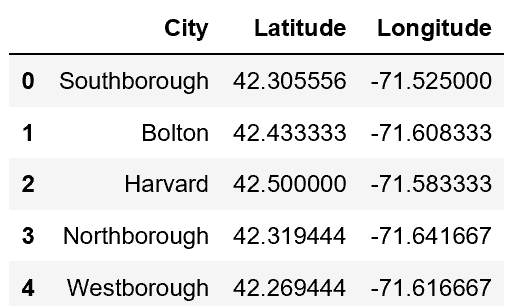 City Latitude Longitude
0 Southborough 42.305556 -71.525000
1 Bolton 42.433333 -71.608333
2 Harvard 42.500000 -71.583333
3 Northborough 42.319444 -71.641667
4 Westborough 42.269444 -71.616667